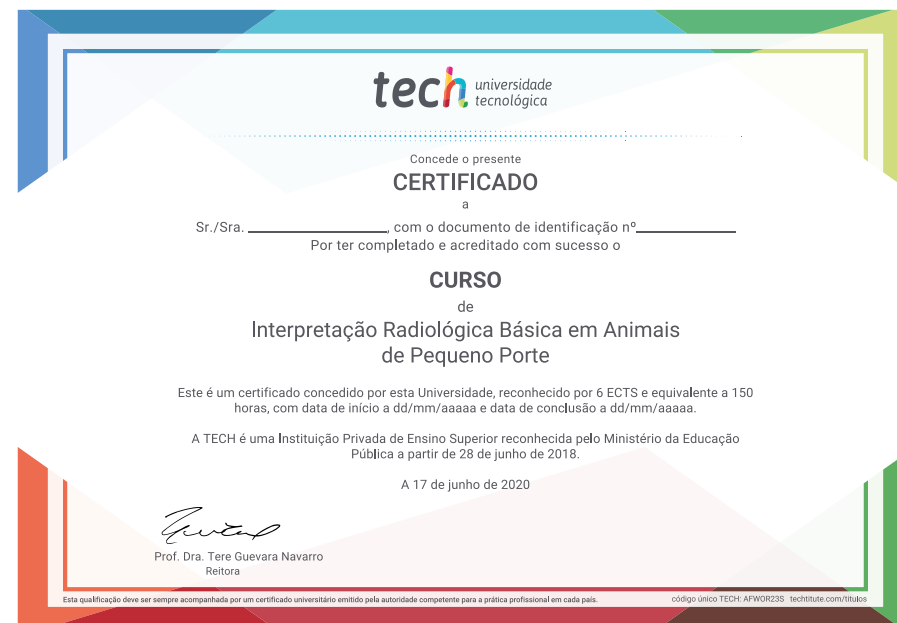 tech universidade
tecnológica
Concede o presente
CERTIFICADO
a
Sr./Sra. , com o documento de identificação nº
Por ter completado e acreditado com sucesso o
CURSO
de
Interpretação Radiológica Básica em Animais
de Pequeno Porte
Este é um certificado concedido por esta Universidade, reconhecido por 6 ECTS e equivalente a 150
horas, com data de início a dd/mm/aaaaa e data de conclusão a dd/mm/aaaaa.
A TECH é uma Instituição Privada de Ensino Superior reconhecida pelo Ministério da Educação
Pública a partir de 28 de junho de 2018.
A 17 de junho de 2020
Prof. Dra. Tere Guevara Navarro
Reitora
Esta qualificação deve ser sempre acompanhada por um certificado universitário emitido pela autoridade competente para a prática profissional em cada país.
código único TECH: AFWOR23S techtitute.com/titulos